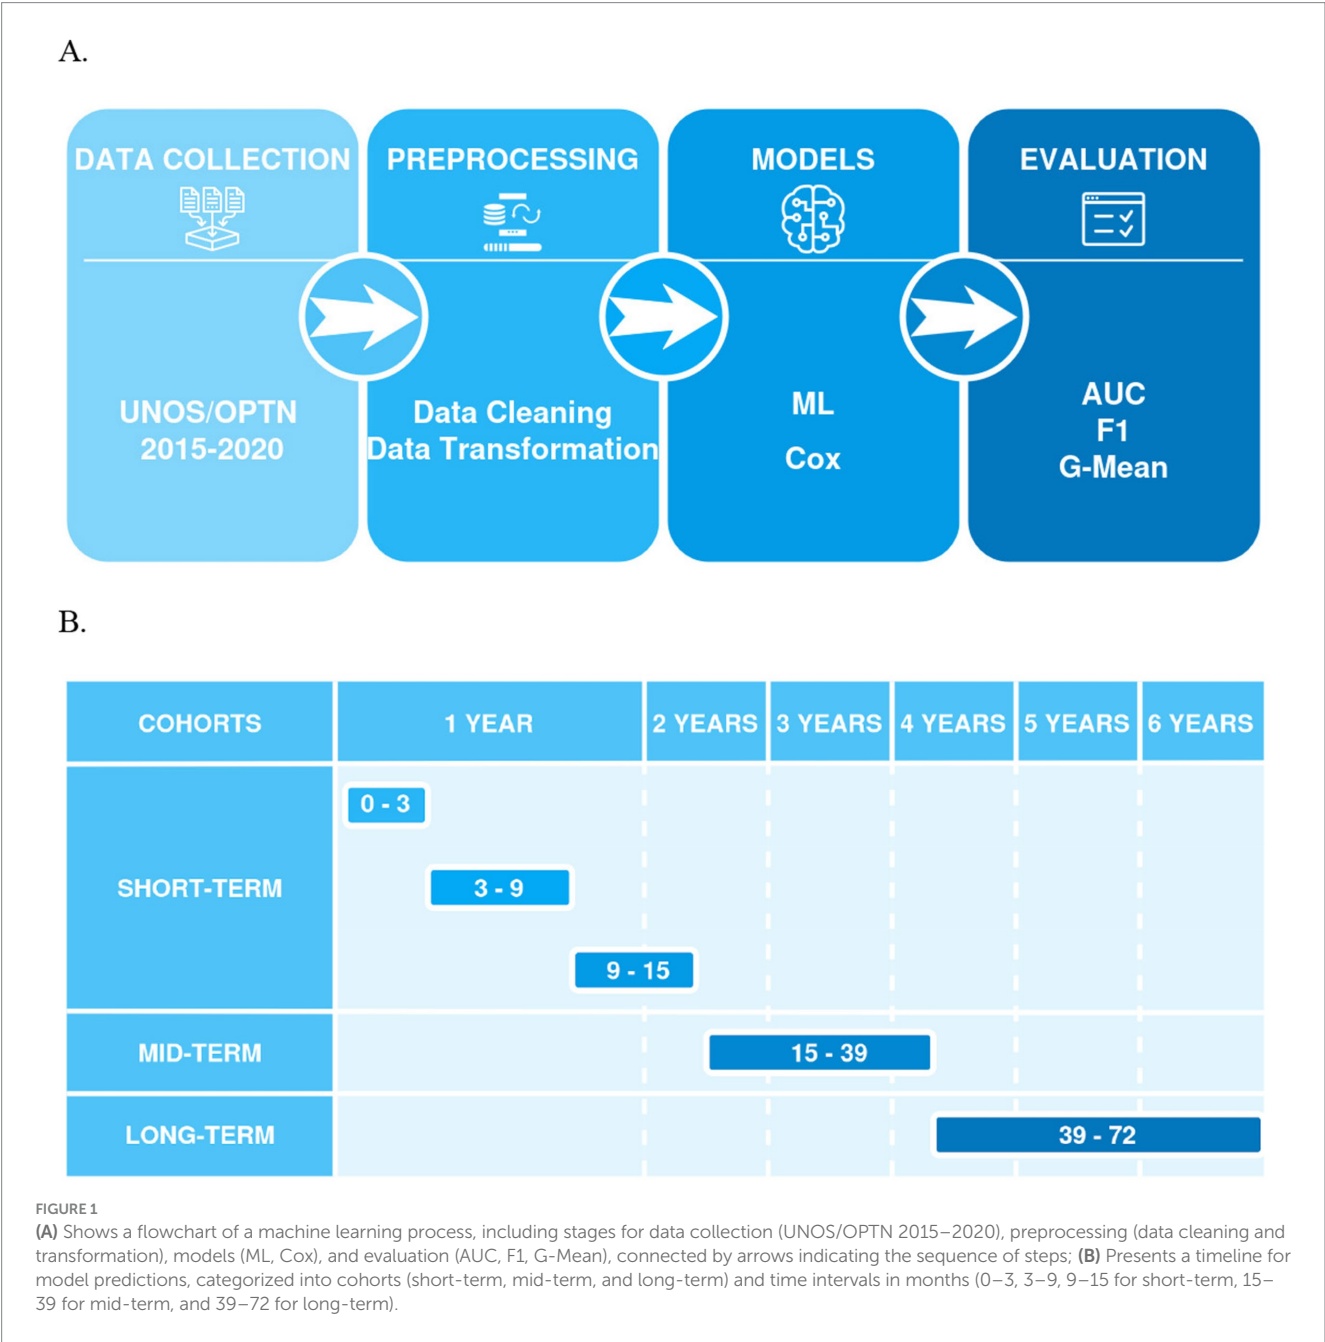 A.
DATA COLLECTION
PREPROCESSING
MODELS
EVALUATION
UNOS/OPTN
2015-2020
Data Cleaning
Data Transformation
ML
Cox
AUC
F1
G-Mean
B.
COHORTS
1 YEAR
2 YEARS
3 YEARS
4 YEARS
5 YEARS
6 YEARS
SHORT-TERM
0 - 3
3 - 9
9 - 15
MID-TERM
15 - 39
LONG-TERM
39 - 72
FIGURE 1
(A) Shows a flowchart of a machine learning process, including stages for data collection (UNOS/OPTN 2015–2020), preprocessing (data cleaning and
transformation), models (ML, Cox), and evaluation (AUC, F1, G-Mean), connected by arrows indicating the sequence of steps; (B) Presents a timeline for
model predictions, categorized into cohorts (short-term, mid-term, and long-term) and time intervals in months (0–3, 3–9, 9–15 for short-term, 15–
39 for mid-term, and 39–72 for long-term).